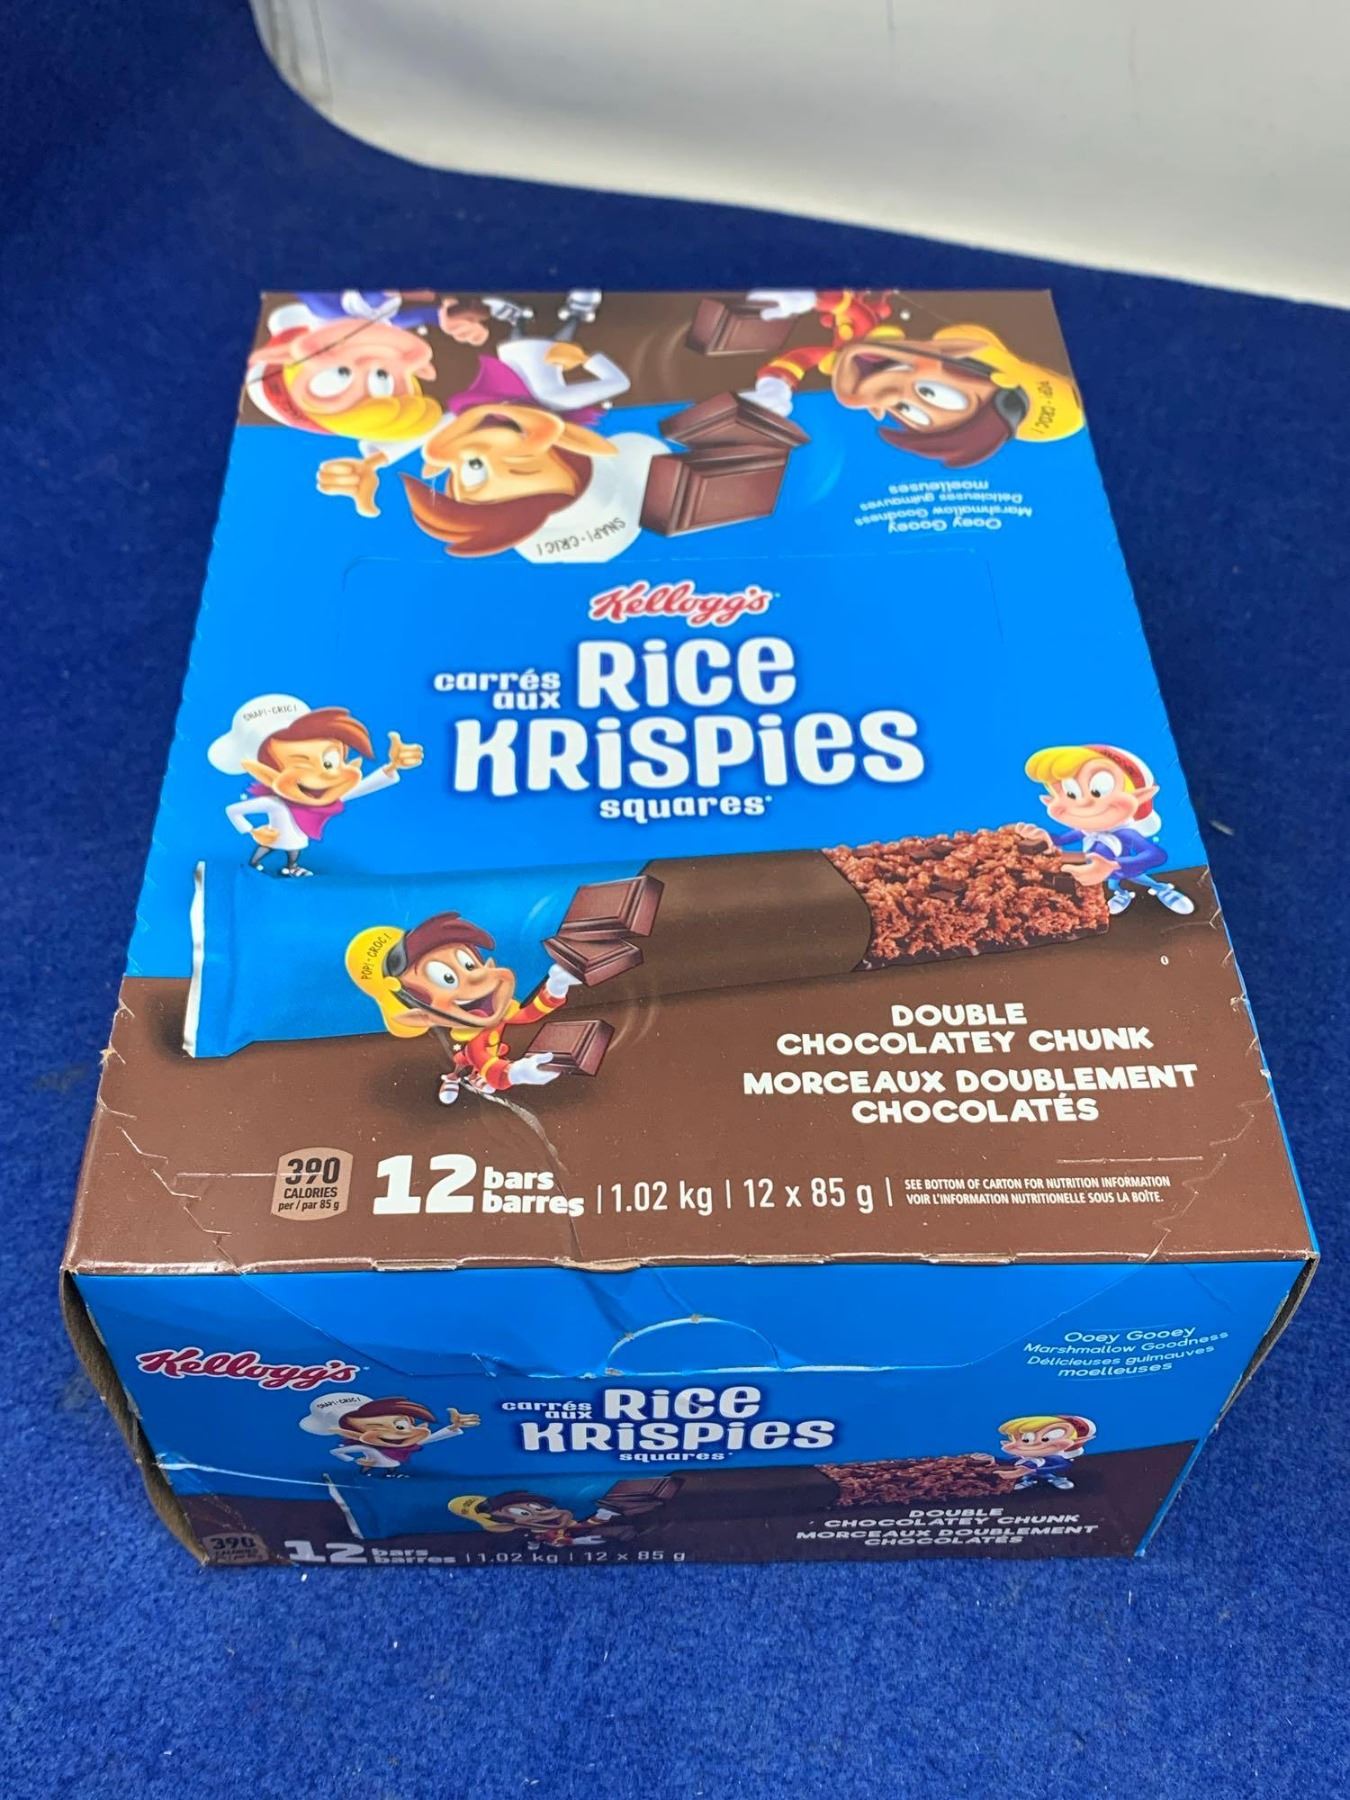 POP! - CROC!
SNAP! - CRIC!
Ooey Gooey
Marshmallow Goodness
Délicieuses guimauves
moelleuses
Kellogg's
carrés aux RiCe
KRiSPies
squares*
SNAP! - CRIC!
POP! - CROC!
DOUBLE
CHOCOLATEY CHUNK
MORCEAUX DOUBLEMENT
CHOCOLATÉS
390
CALORIES
per / par 85 g
12 bars
barres | 1.02 kg | 12 x 85 g |
SEE BOTTOM OF CARTON FOR NUTRITION INFORMATION
VOIR L'INFORMATION NUTRITIONELLE SOUS LA BOÎTE.
Kellogg's
Ooey Gooey
Marshmallow Goodness
Délicieuses guimauves
moelleuses
SNAP! - CRIC!
carrés aux RiCe
KRiSPies
squares*
DOUBLE
CHOCOLATEY CHUNK
MORCEAUX DOUBLEMENT
CHOCOLATÉS
390
CALORIES
12 bars
barres | 1.02 kg | 12 x 85 g